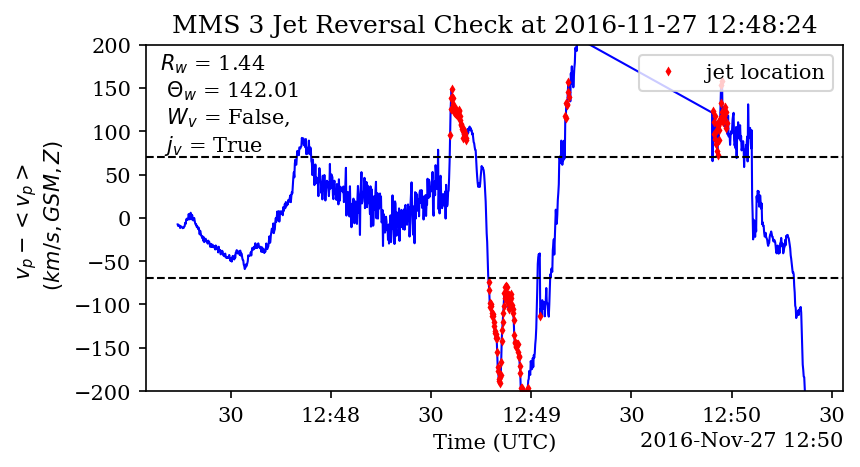 MMS 3 Jet Reversal Check at 2016-11-27 12:48:24
R_w = 1.44
Θ_w = 142.01
W_v = False,
j_v = True
jet location
v_p − <v_p>
(km/s, GSM, Z)
200
150
100
50
0
−50
−100
−150
−200
30 12:48 30 12:49 30 12:50 30
Time (UTC)
2016-Nov-27 12:50